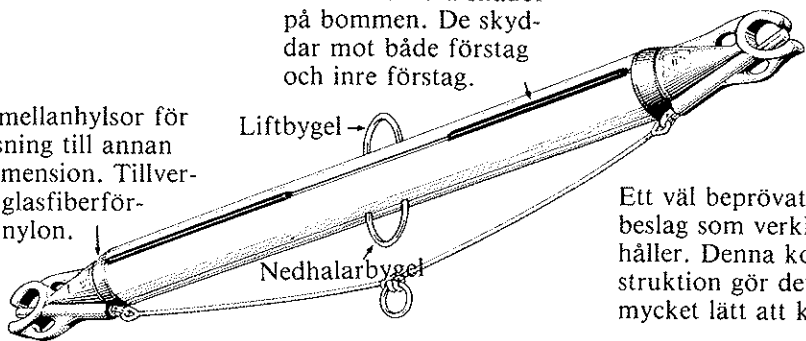 på bommen. De skyd-
dar mot både förstag
och inre förstag.
mellanhylsor för
sning till annan
mension. Tillver-
glasfiberför-
nylon.
Liftbygel
Nedhalarbygel
Ett väl beprövat
beslag som verk
håller. Denna ko
struktion gör de
mycket lätt att k